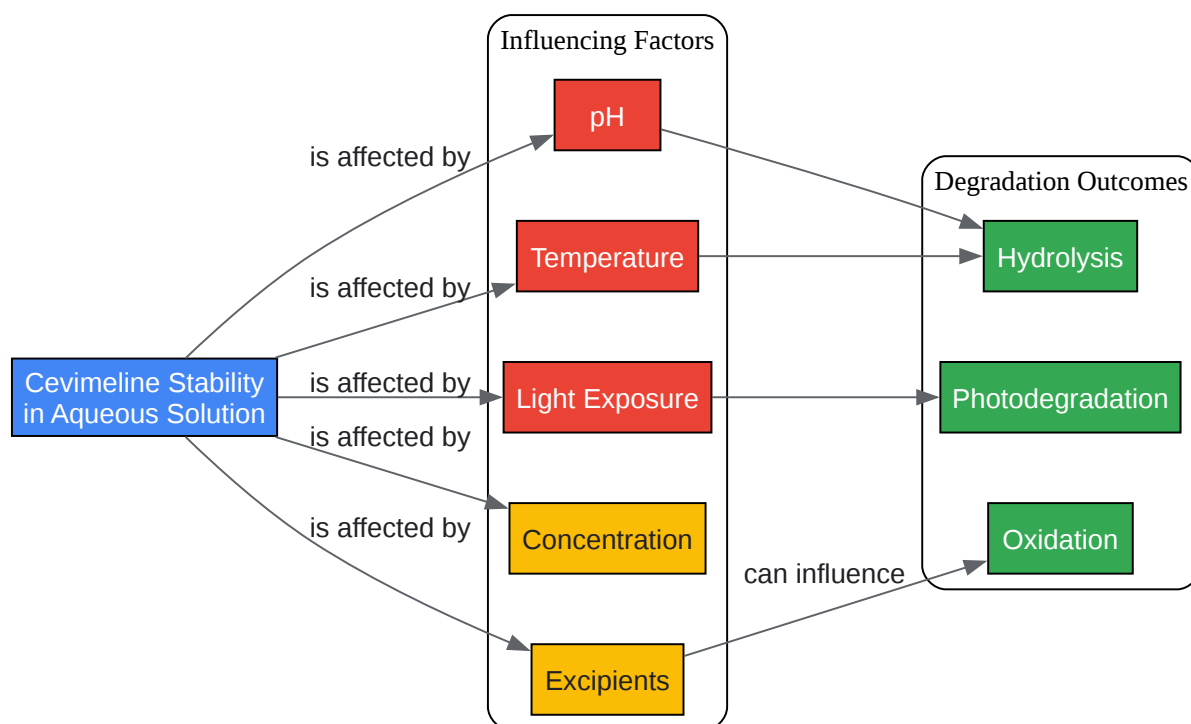 Influencing Factors
pH
is affected by
Degradation Outcomes
Temperature
Hydrolysis
is affected by
Cevimeline Stability
in Aqueous Solution
is affected by
Light Exposure
Photodegradation
is affected by
Concentration
Oxidation
is affected by
can influence
Excipients